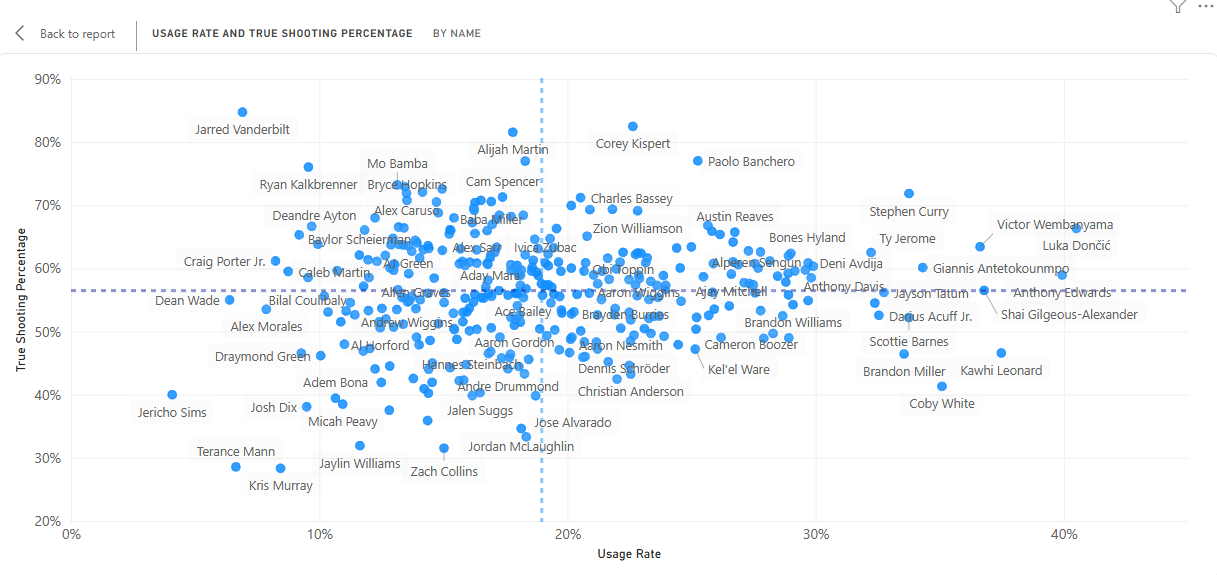 Back to report
USAGE RATE AND TRUE SHOOTING PERCENTAGE BY NAME
True Shooting Percentage
90%
80%
70%
60%
50%
40%
30%
20%
Jarred Vanderbilt
Alijah Martin
Corey Kispert
Paolo Banchero
Mo Bamba
Ryan Kalkbrenner
Bryce Hopkins
Cam Spencer
Charles Bassey
Stephen Curry
Deandre Ayton
Alex Caruso
Baba Miller
Zion Williamson
Austin Reaves
Victor Wembanyama
Baylor Scheierman
Alex Sarr
Ivica Zubac
Bones Hyland
Ty Jerome
Luka Dončić
Craig Porter Jr.
Caleb Martin
AJ Green
Aday Mara
Obi Toppin
Alperen Sengun
Deni Avdija
Giannis Antetokounmpo
Dean Wade
Bilal Coulibaly
Allen Graves
Aaron Wiggins
Ajay Mitchell
Anthony Davis
Jayson Tatum
Anthony Edwards
Alex Morales
Andrew Wiggins
Ace Bailey
Brayden Burries
Brandon Williams
Darius Acuff Jr.
Shai Gilgeous-Alexander
Draymond Green
Al Horford
Aaron Gordon
Aaron Nesmith
Cameron Boozer
Scottie Barnes
Hannes Steinbach
Dennis Schröder
Kel'el Ware
Brandon Miller
Kawhi Leonard
Adem Bona
Andre Drummond
Christian Anderson
Coby White
Jericho Sims
Josh Dix
Micah Peavy
Jalen Suggs
Jose Alvarado
Terance Mann
Jaylin Williams
Jordan McLaughlin
Kris Murray
Zach Collins
0%
10%
20%
30%
40%
Usage Rate